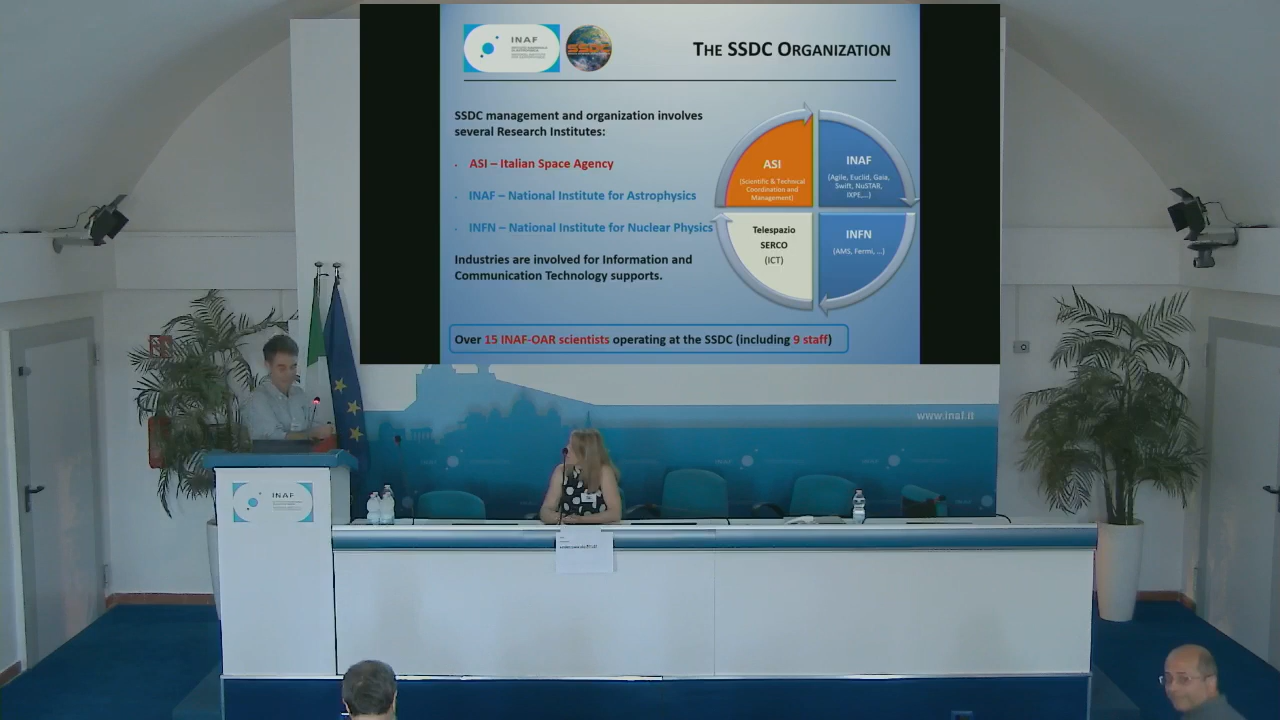 INAF
SSDC
THE SSDC ORGANIZATION
SSDC management and organization involves
several Research Institutes:
· ASI – Italian Space Agency
· INAF – National Institute for Astrophysics
· INFN – National Institute for Nuclear Physics
Industries are involved for Information and
Communication Technology supports.
ASI
(Scientific & Technical
Coordination and
Management)
INAF
(Agile, Euclid, Gaia,
Swift, NuSTAR,
IXPE,...)
Telespazio
SERCO
(ICT)
INFN
(AMS, Fermi, ...)
Over 15 INAF-OAR scientists operating at the SSDC (including 9 staff)
www.inaf.it
INAF